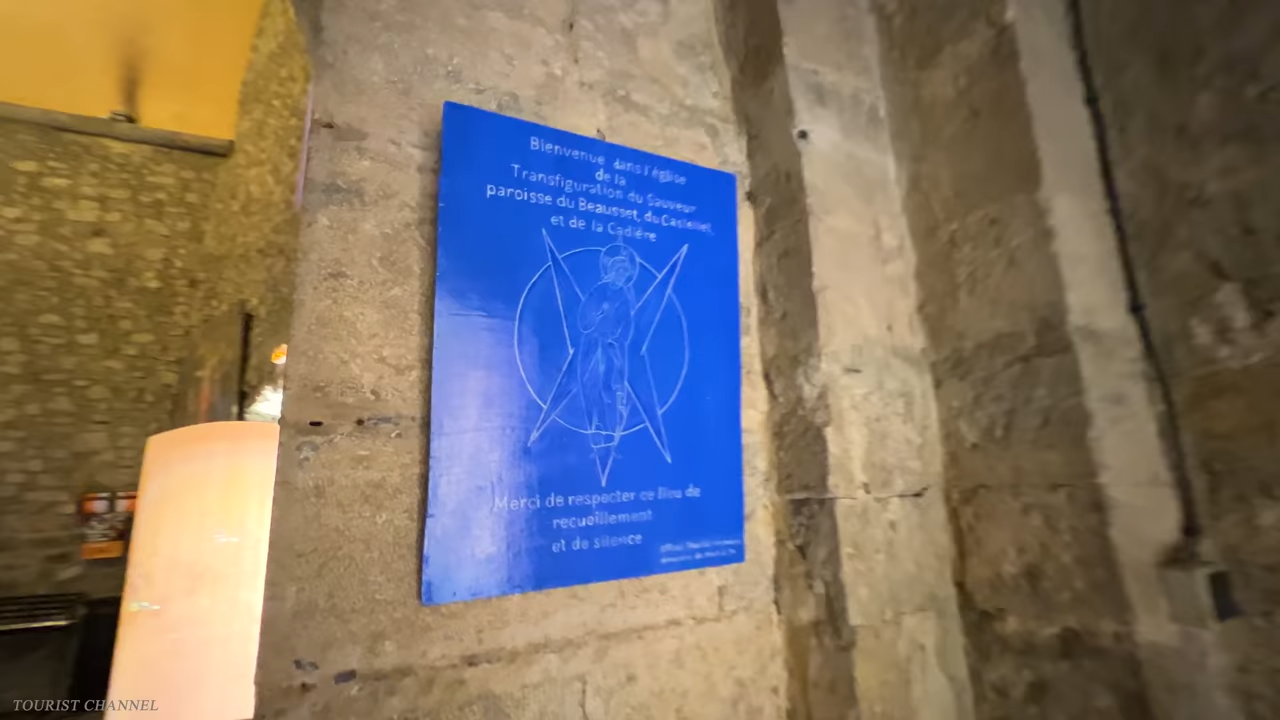 Bienvenue dans l'église
de la
Transfiguration du Sauveur
paroisse du Beausset, du Castellet,
et de la Cadière
Merci de respecter ce lieu de
recueillement
et de silence
TOURIST CHANNEL